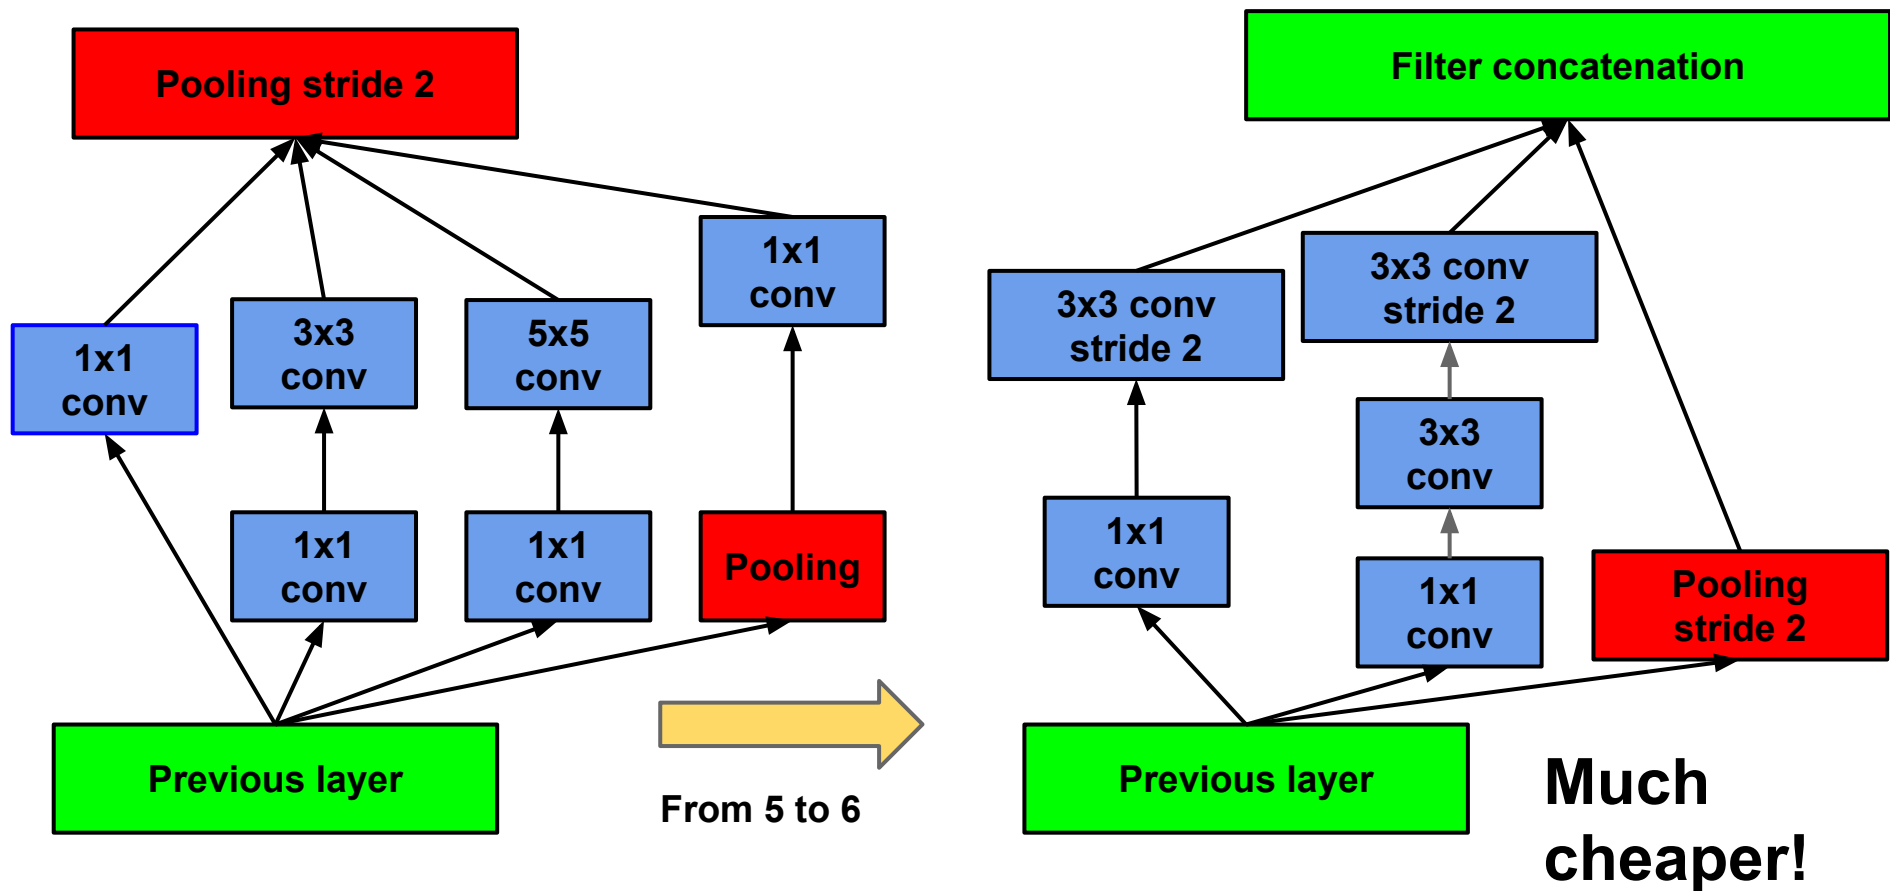 Pooling stride 2
1x1
conv
3x3
conv
5x5
conv
1x1
conv
1x1
conv
1x1
conv
Pooling
Previous layer
From 5 to 6
Filter concatenation
3x3 conv
stride 2
3x3 conv
stride 2
3x3
conv
1x1
conv
1x1
conv
Pooling
stride 2
Previous layer
Much
cheaper!